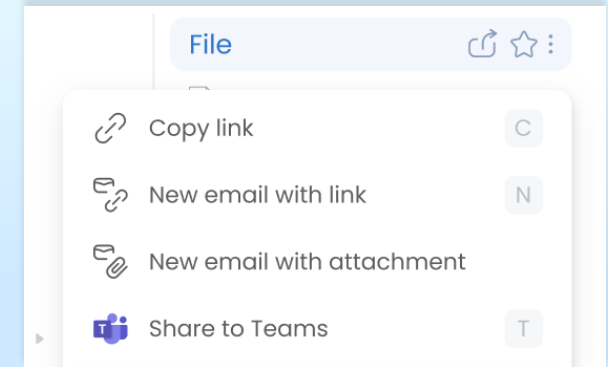 File
Copy link C
New email with link N
New email with attachment
T Share to Teams T